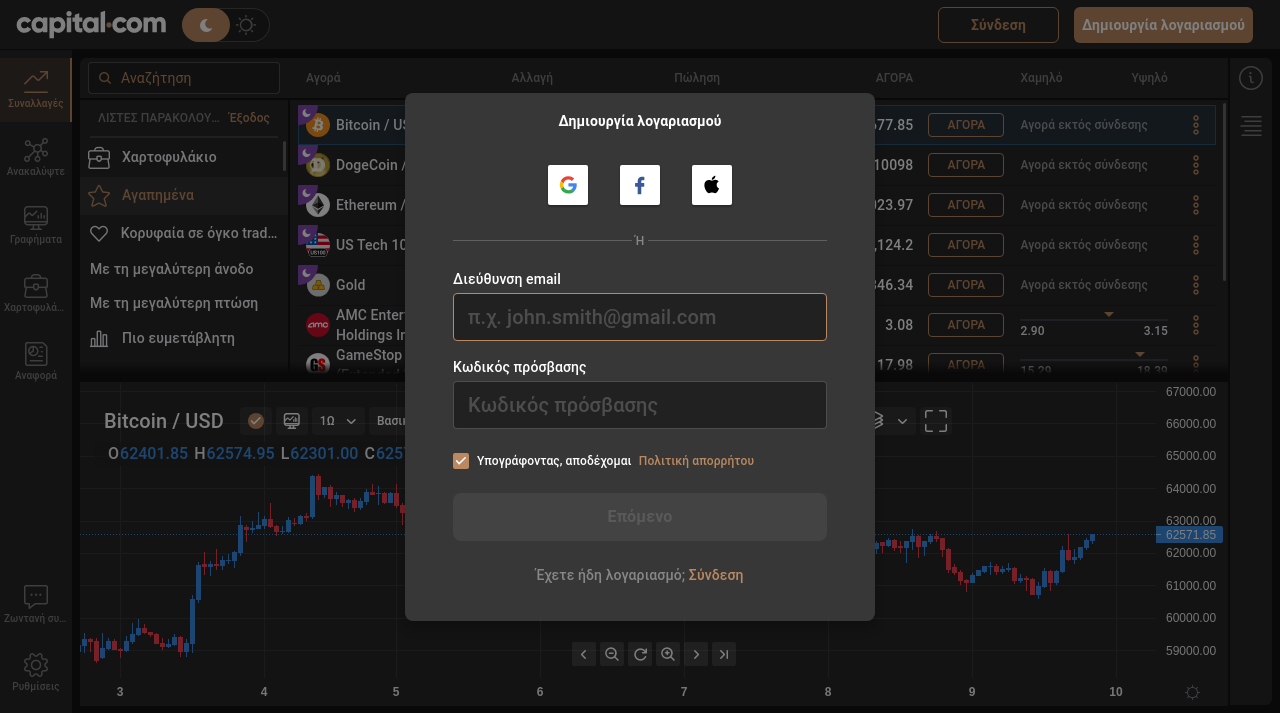 capital.com
Σύνδεση
Δημιουργία λογαριασμού
Συναλλαγές
Ανακαλύψτε
Γραφήματα
Χαρτοφυλά...
Αναφορά
Ζωντανή συ...
Ρυθμίσεις
Αναζήτηση
ΛΙΣΤΕΣ ΠΑΡΑΚΟΛΟΥ... Έξοδος
Χαρτοφυλάκιο
Αγαπημένα
Κορυφαία σε όγκο trad...
Με τη μεγαλύτερη άνοδο
Με τη μεγαλύτερη πτώση
Πιο ευμετάβλητη
Αγορά Αλλαγή Πώληση ΑΓΟΡΑ Χαμηλό Υψηλό
Bitcoin / US 77.85 ΑΓΟΡΑ Αγορά εκτός σύνδεσης
DogeCoin / 10098 ΑΓΟΡΑ Αγορά εκτός σύνδεσης
Ethereum / 23.97 ΑΓΟΡΑ Αγορά εκτός σύνδεσης
US Tech 10 ,124.2 ΑΓΟΡΑ Αγορά εκτός σύνδεσης
Gold 346.34 ΑΓΟΡΑ Αγορά εκτός σύνδεσης
AMC Enter
Holdings In 3.08 ΑΓΟΡΑ 2.90 3.15
GameStop 17.98 ΑΓΟΡΑ 15.29 18.39
Δημιουργία λογαριασμού
Ή
Διεύθυνση email
π.χ. john.smith@gmail.com
Κωδικός πρόσβασης
Κωδικός πρόσβασης
Υπογράφοντας, αποδέχομαι Πολιτική απορρήτου
Επόμενο
Έχετε ήδη λογαριασμό; Σύνδεση
Bitcoin / USD 1Ω Βασικ
O62401.85 H62574.95 L62301.00 C6257
67000.00
66000.00
65000.00
64000.00
63000.00
62571.85
62000.00
61000.00
60000.00
59000.00
3 4 5 6 7 8 9 10